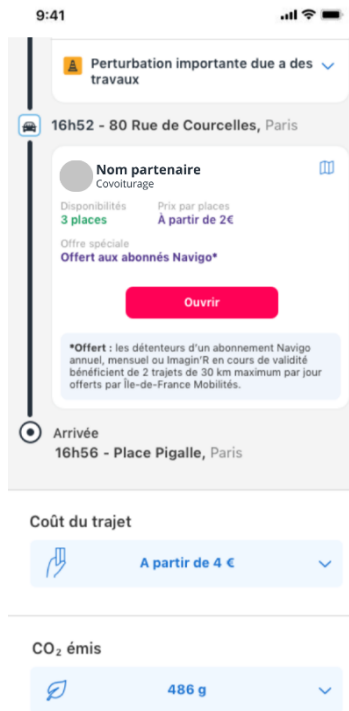 9:41
Perturbation importante due a des
travaux
16h52 - 80 Rue de Courcelles, Paris
Nom partenaire
Covoiturage
Disponibilités Prix par places
3 places À partir de 2€
Offre spéciale
Offert aux abonnés Navigo*
Ouvrir
*Offert : les détenteurs d'un abonnement Navigo
annuel, mensuel ou Imagin'R en cours de validité
bénéficient de 2 trajets de 30 km maximum par jour
offerts par Île-de-France Mobilités.
Arrivée
16h56 - Place Pigalle, Paris
Coût du trajet
A partir de 4 €
CO₂ émis
486 g